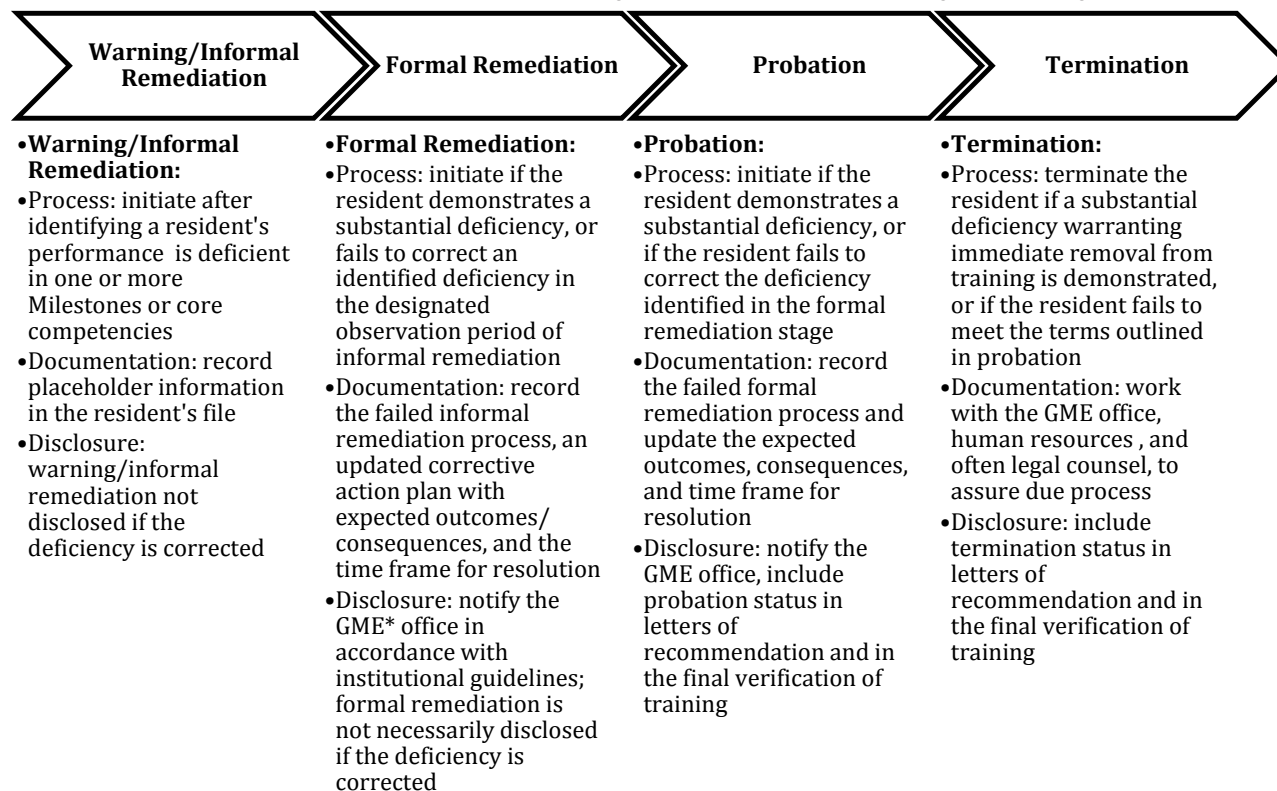 Warning/Informal
Remediation
Formal Remediation
Probation
Termination
•Warning/Informal
Remediation:
•Process: initiate after
identifying a resident's
performance  is deficient
in one or more
Milestones or core
competencies
•Documentation: record
placeholder information
in the resident's file
•Disclosure:
warning/informal
remediation not
disclosed if the
deficiency is corrected
•Formal Remediation:
•Process: initiate if the
resident demonstrates a
substantial deficiency, or
fails to correct an
identified deficiency in
the designated
observation period of
informal remediation
•Documentation: record
the failed informal
remediation process, an
updated corrective
action plan with
expected outcomes/
consequences, and the
time frame for resolution
•Disclosure: notify the
GME* office in
accordance with
institutional guidelines;
formal remediation is
not necessarily disclosed
if the deficiency is
corrected
•Probation:
•Process: initiate if the
resident demonstrates a
substantial deficiency, or
if the resident fails to
correct the deficiency
identified in the formal
remediation stage
•Documentation: record
the failed formal
remediation process and
update the expected
outcomes, consequences,
and time frame for
resolution
•Disclosure: notify the
GME office, include
probation status in
letters of
recommendation and in
the final verification of
training
•Termination:
•Process: terminate the
resident if a substantial
deficiency warranting
immediate removal from
training is demonstrated,
or if the resident fails to
meet the terms outlined
in probation
•Documentation: work
with the GME office,
human resources , and
often legal counsel, to
assure due process
•Disclosure: include
termination status in
letters of
recommendation and in
the final verification of
training